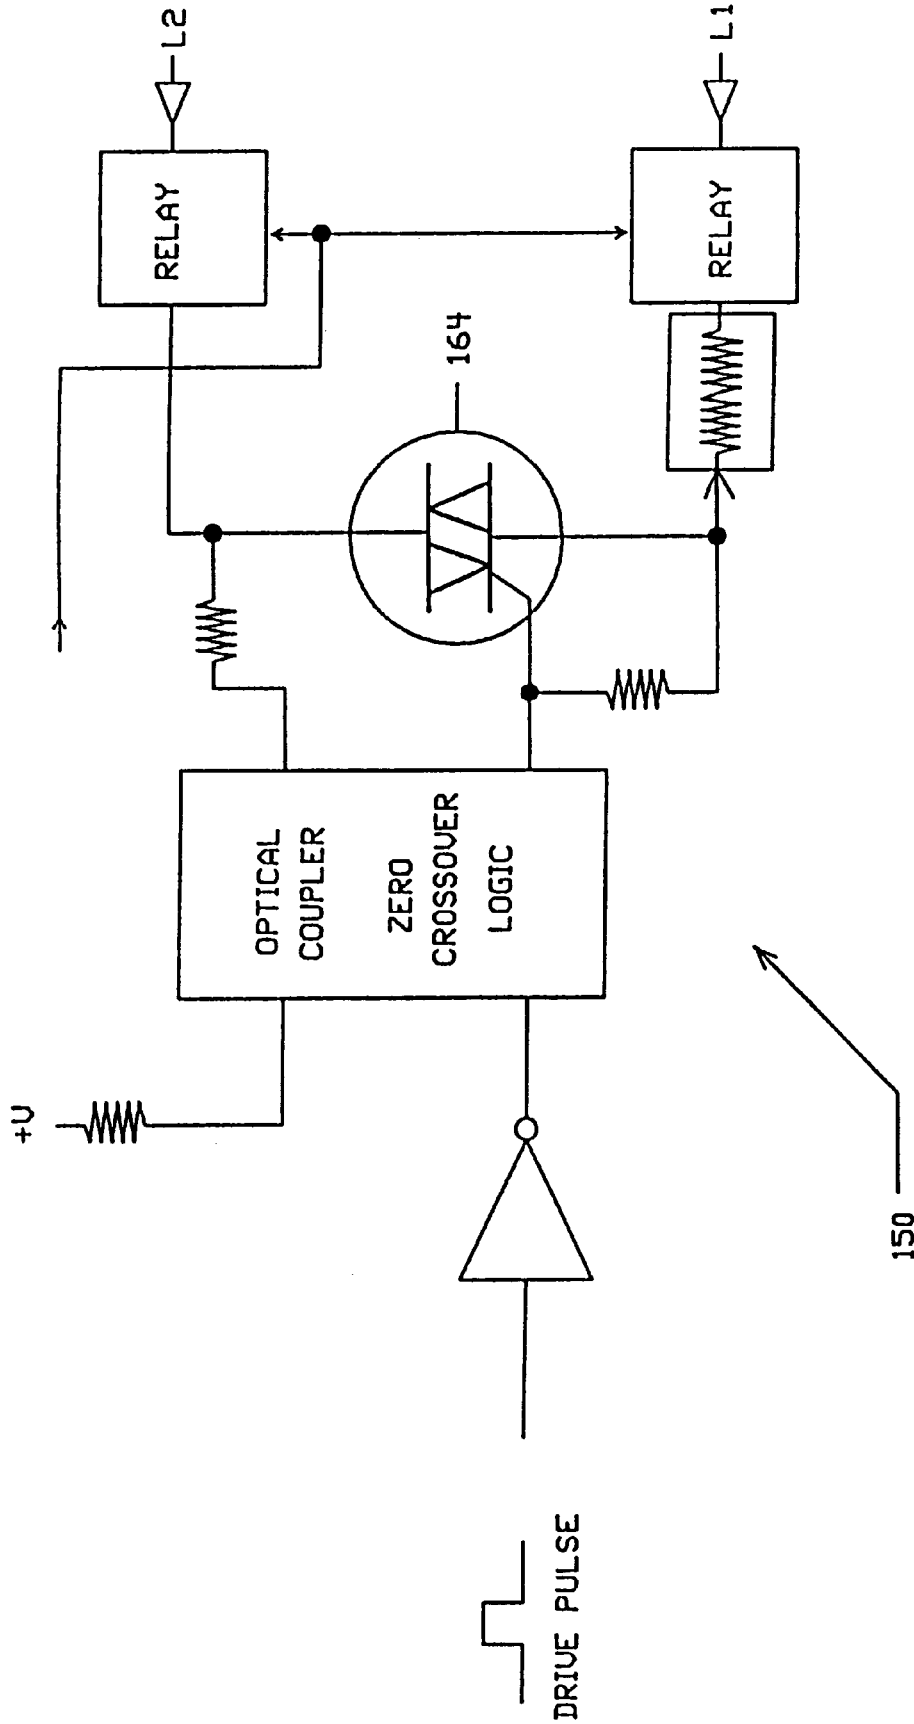 +V
OPTICAL
COUPLER
ZERO
CROSSOVER
LOGIC
RELAY
L2
164
RELAY
L1
DRIVE PULSE
150